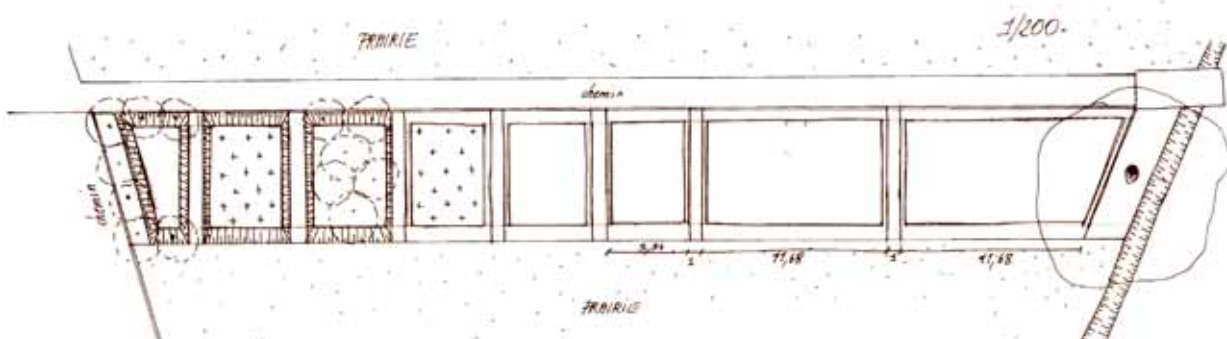 PRAIRIE
1/200.
chemin
chemin
1
11,68
1
11,68
PRAIRIE